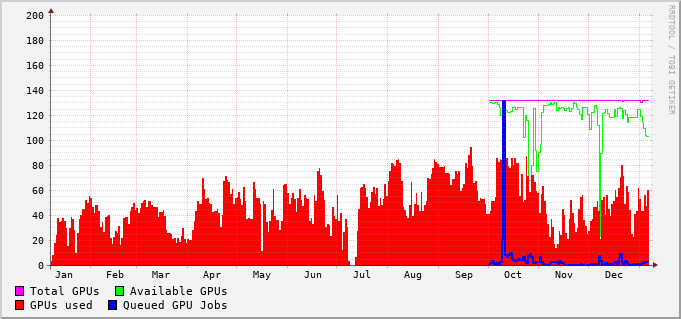 200
180
160
140
120
100
80
60
40
20
0
Jan Feb Mar Apr May Jun Jul Aug Sep Oct Nov Dec
Total GPUs Available GPUs
GPUs used Queued GPU Jobs
RRDTOOL / TOBI OETIKER